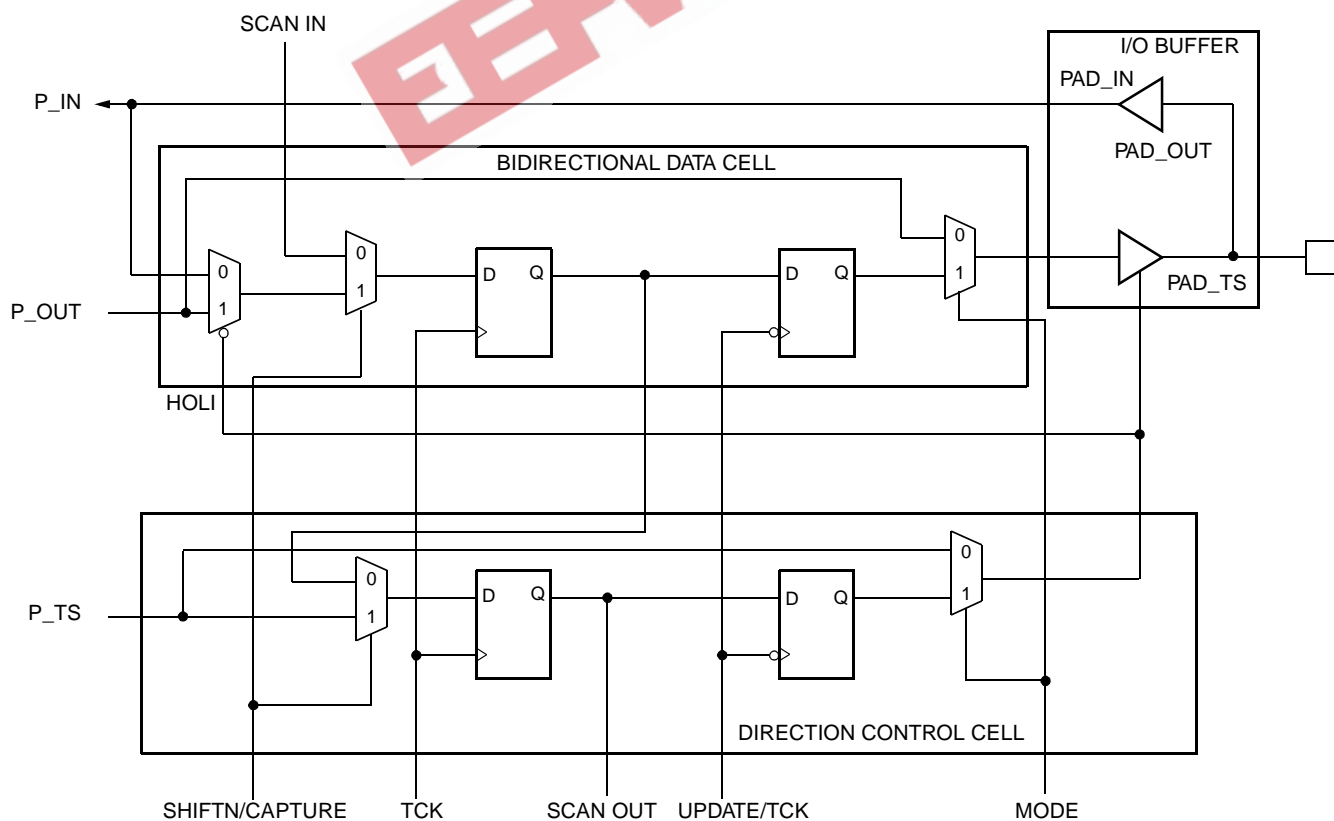 SCAN IN
I/O BUFFER
P_IN
PAD_IN
PAD_OUT
BIDIRECTIONAL DATA CELL
0
0
0
1
1
1
D Q
D Q
P_OUT
PAD_TS
HOLI
0
0
1
1
D Q
D Q
P_TS
DIRECTION CONTROL CELL
SHIFTN/CAPTURE
TCK
SCAN OUT
UPDATE/TCK
MODE